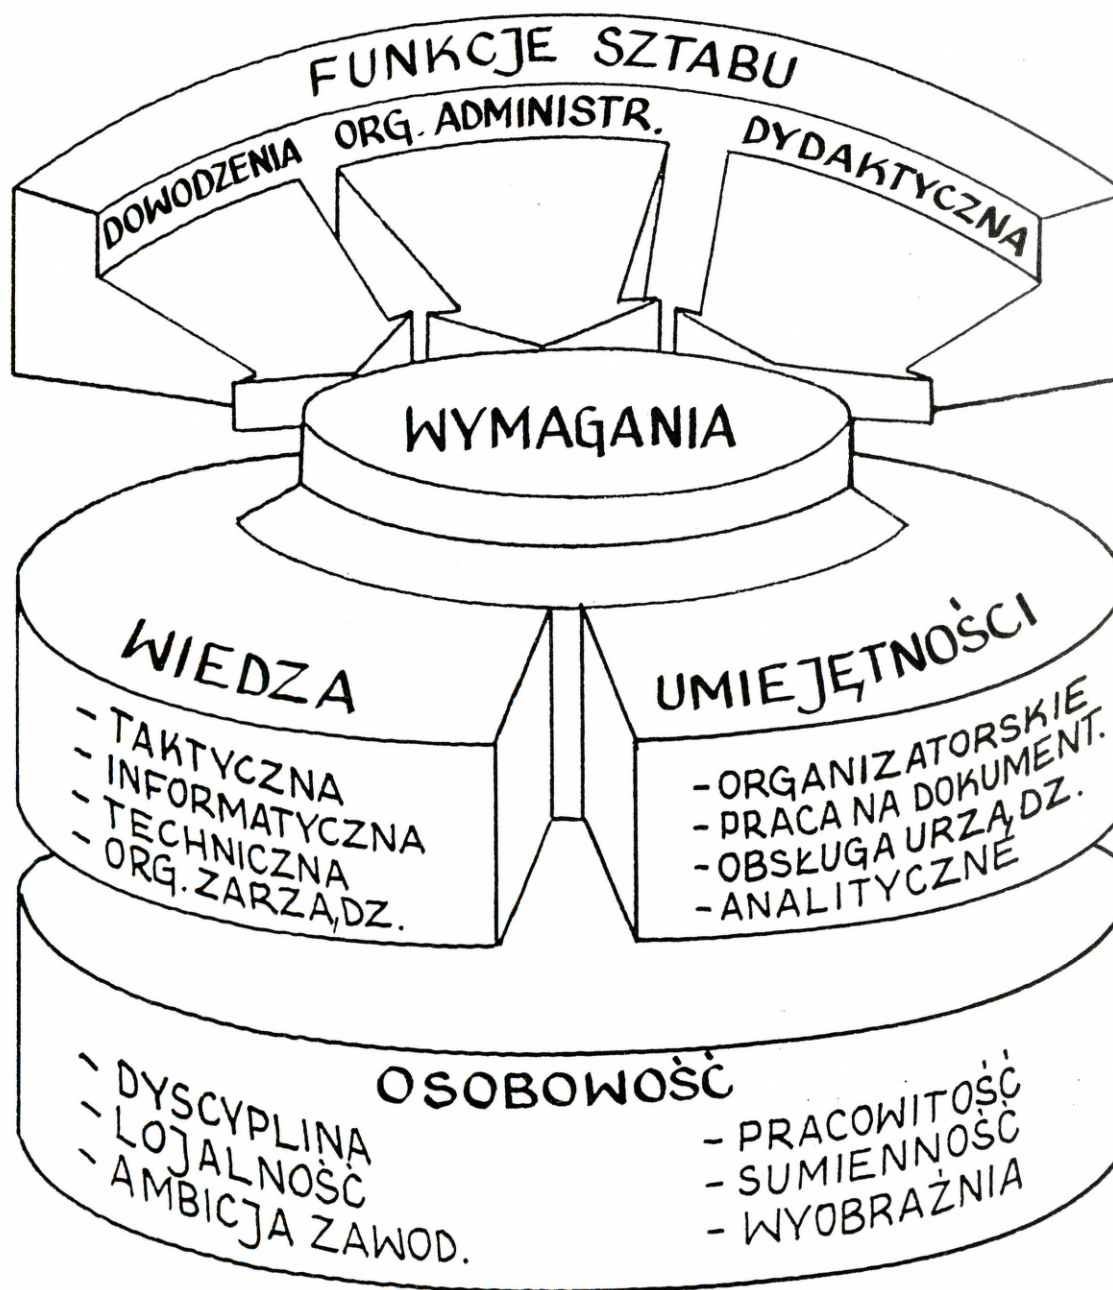 FUNKCJE SZTABU
DOWODZENIA
ORG. ADMINISTR.
DYDAKTYCZNA
WYMAGANIA
WIEDZA
- TAKTYCZNA
- INFORMATYCZNA
- TECHNICZNA
- ORG. ZARZĄDZ.
UMIEJĘTNOŚCI
- ORGANIZATORSKIE
- PRACA NA DOKUMENT.
- OBSŁUGA URZĄDZ.
- ANALITYCZNE
OSOBOWOŚĆ
- DYSCYPLINA
- LOJALNOŚĆ
- AMBICJA ZAWOD.
- PRACOWITOŚĆ
- SUMIENNOŚĆ
- WYOBRAŹNIA